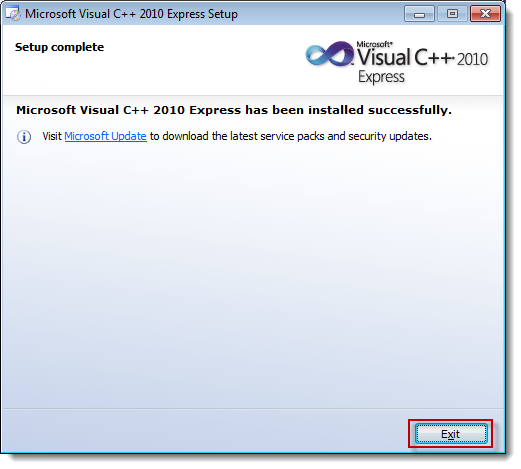 Microsoft Visual C++ 2010 Express Setup
Setup complete
Microsoft®
Visual C++ 2010
Express
Microsoft Visual C++ 2010 Express has been installed successfully.
Visit Microsoft Update to download the latest service packs and security updates.
Exit